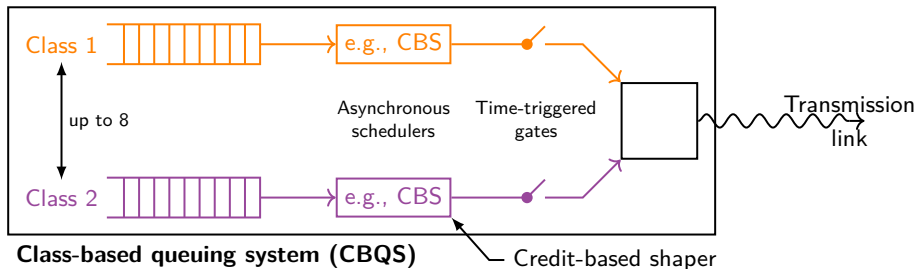 Class 1
e.g., CBS
up to 8
Asynchronous
schedulers
Time-triggered
gates
Transmission
link
Class 2
e.g., CBS
Class-based queuing system (CBQS)
Credit-based shaper